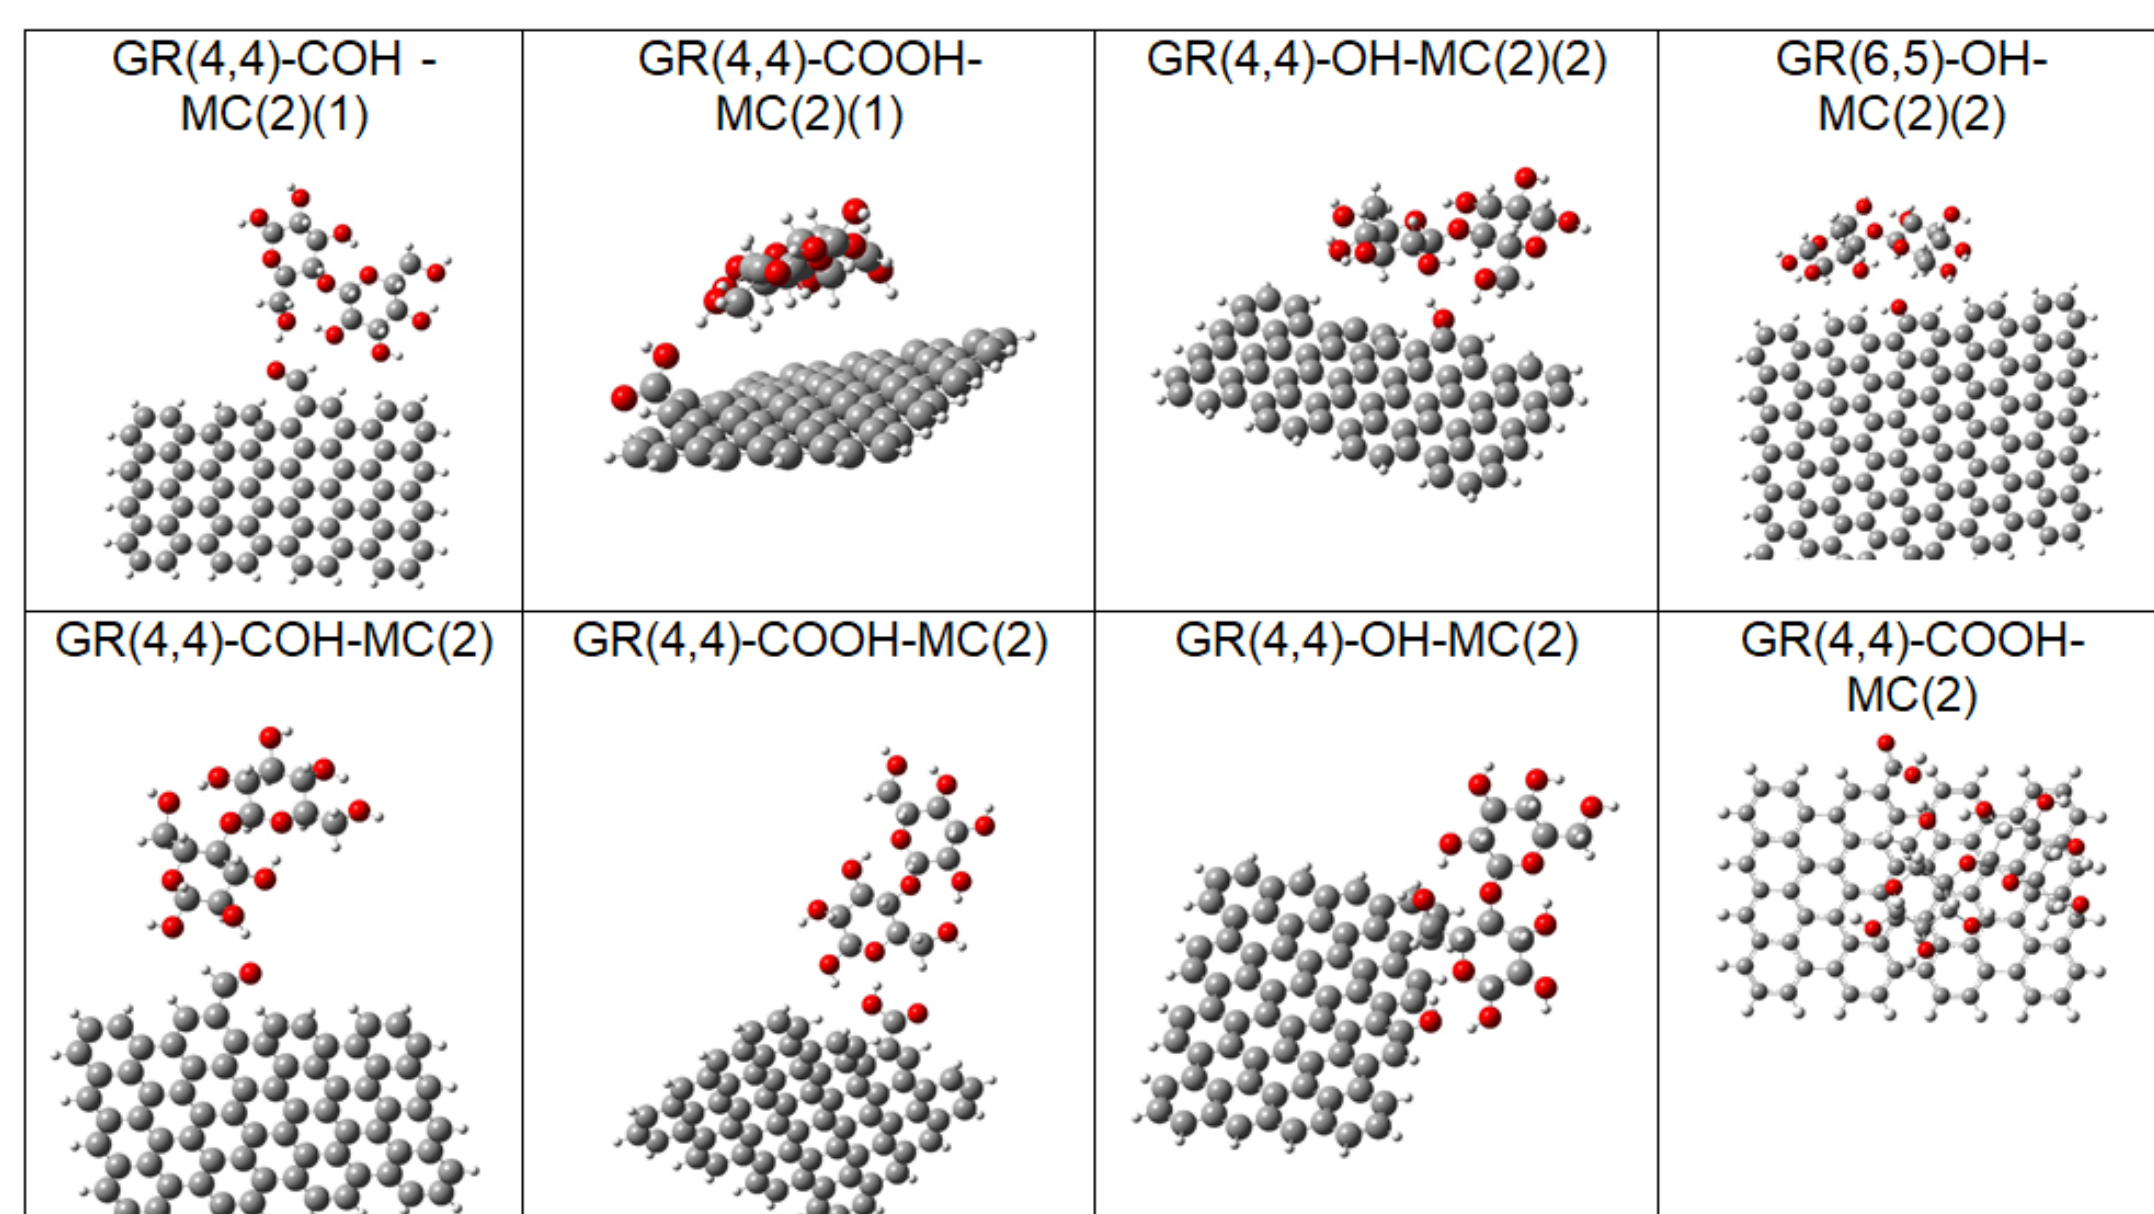 GR(4,4)-COH -
MC(2)(1)
GR(4,4)-COOH-
MC(2)(1)
GR(4,4)-OH-MC(2)(2)
GR(6,5)-OH-
MC(2)(2)
GR(4,4)-COH-MC(2)
GR(4,4)-COOH-MC(2)
GR(4,4)-OH-MC(2)
GR(4,4)-COOH-
MC(2)